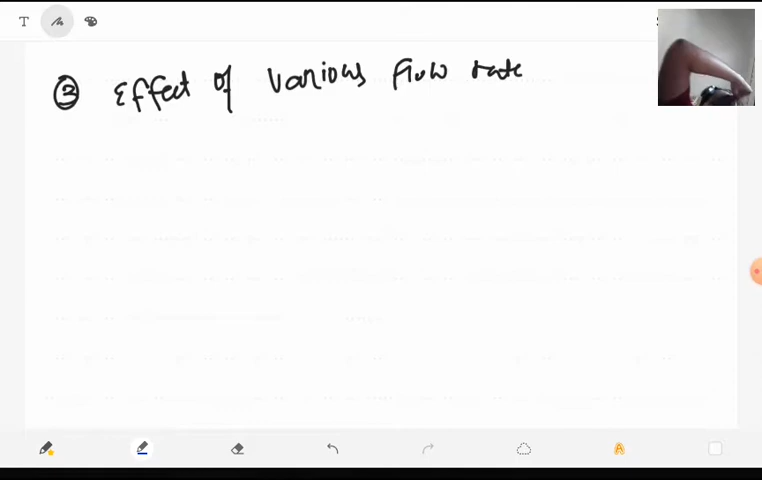 ③ Effect of various flow rate